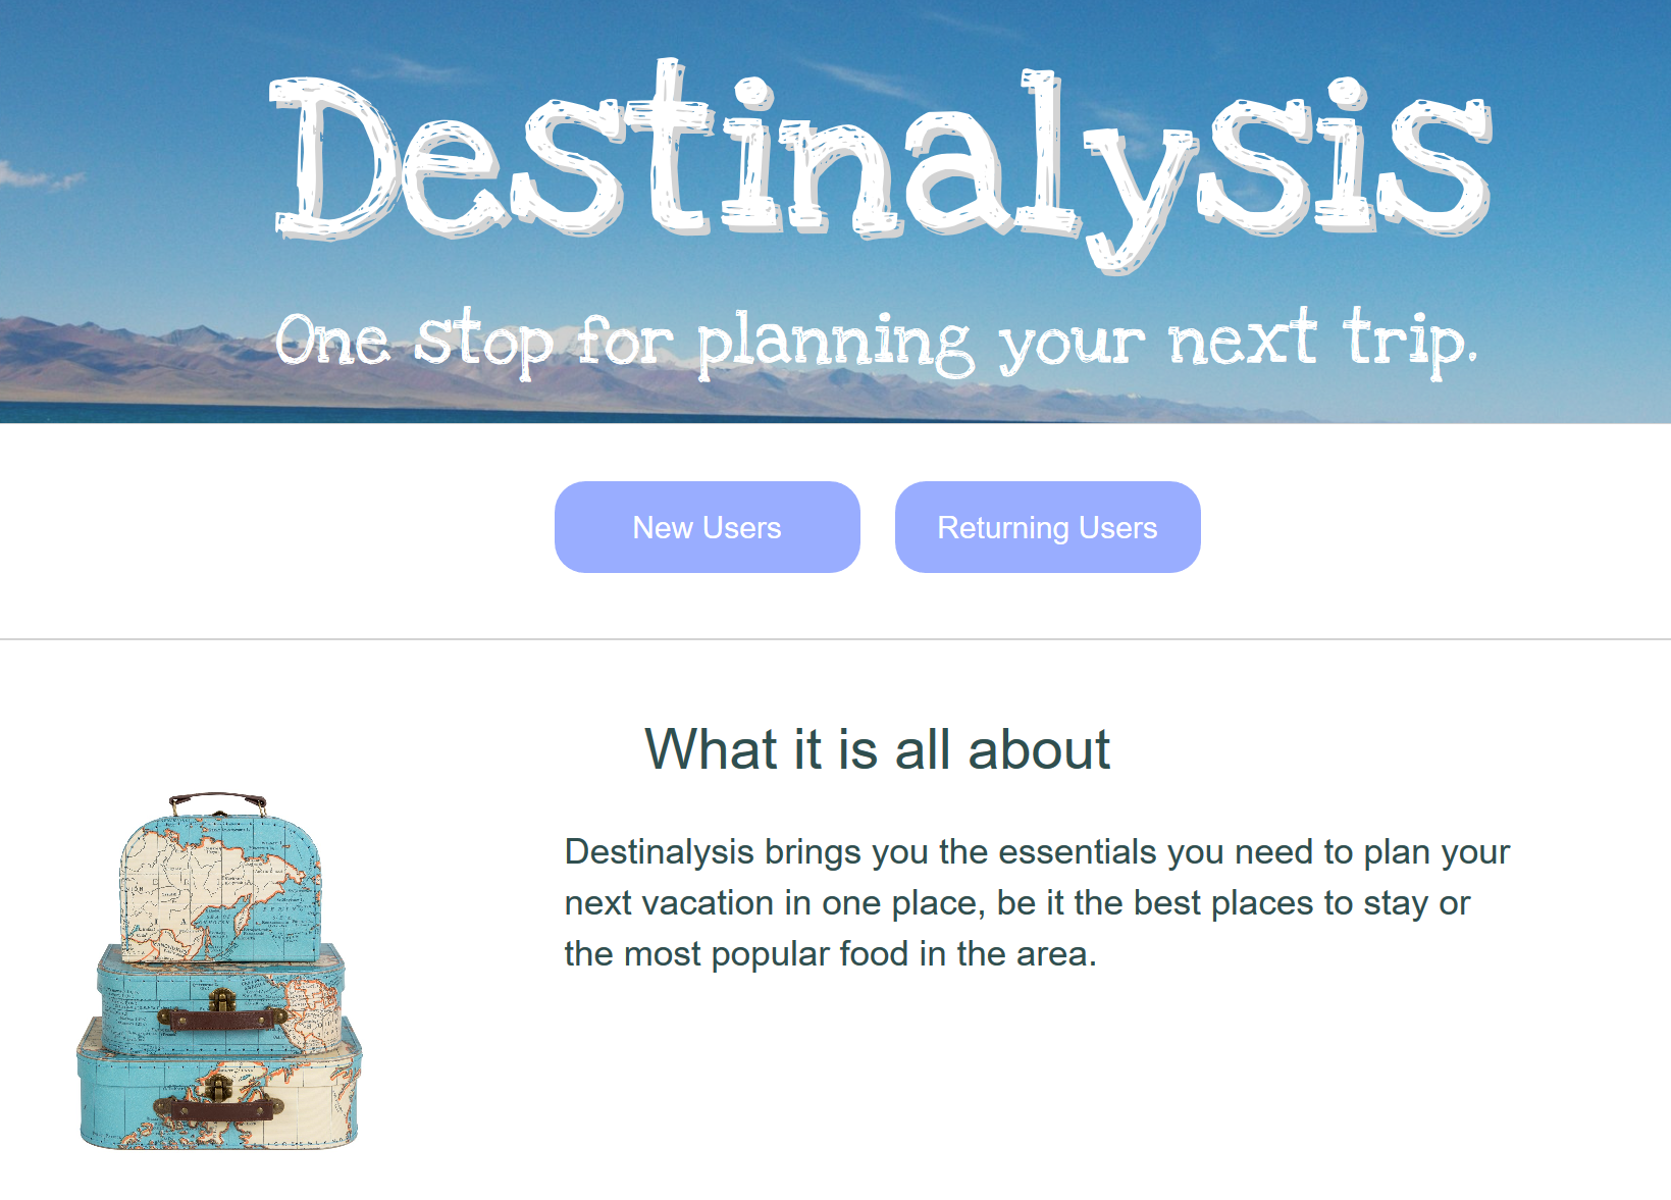 Destinalysis
One stop for planning your next trip.
New Users
Returning Users
What it is all about
Destinalysis brings you the essentials you need to plan your
next vacation in one place, be it the best places to stay or
the most popular food in the area.